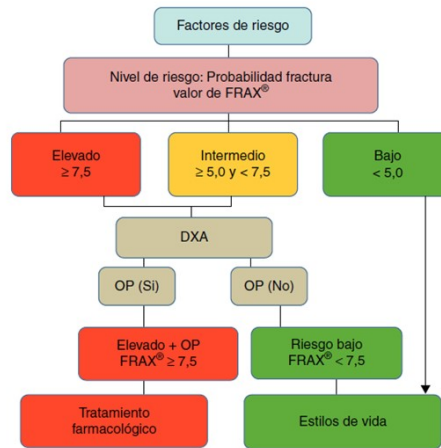 Factores de riesgo
Nivel de riesgo: Probabilidad fractura
valor de FRAX®
Elevado
≥ 7,5
Intermedio
≥ 5,0 y < 7,5
Bajo
< 5,0
DXA
OP (Si)
OP (No)
Elevado + OP
FRAX® ≥ 7,5
Riesgo bajo
FRAX® < 7,5
Tratamiento
farmacológico
Estilos de vida